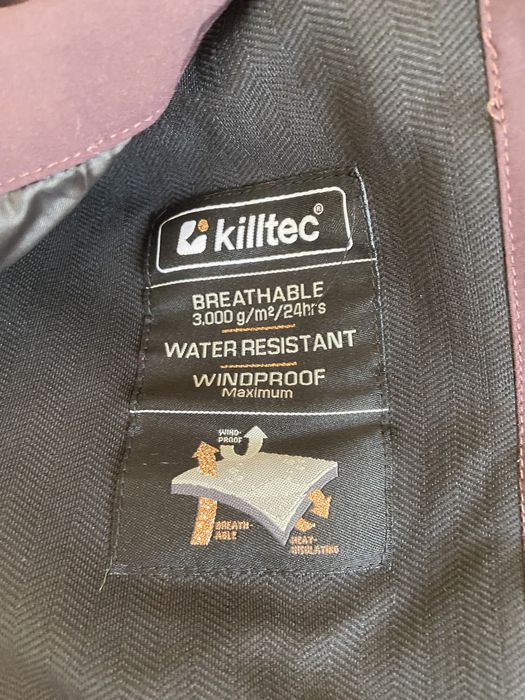 killtec®
BREATHABLE
3.000 g/m²/24hrs
WATER RESISTANT
WINDPROOF
Maximum
WIND-
PROOF
BREATH-
ABLE
HEAT-
INSULATING